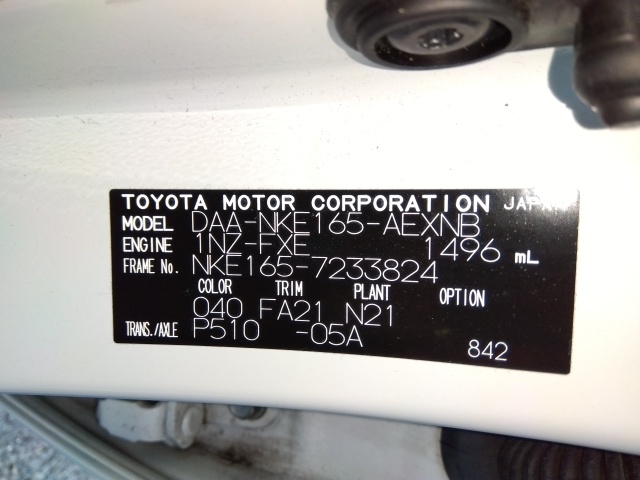 TOYOTA MOTOR CORPORATION JAPAN
MODEL DAA-NKE165-AEXNB
ENGINE 1NZ-FXE 1496 mL
FRAME No. NKE165-7233824
COLOR TRIM PLANT OPTION
040 FA21 N21
TRANS./AXLE P510 -05A
842